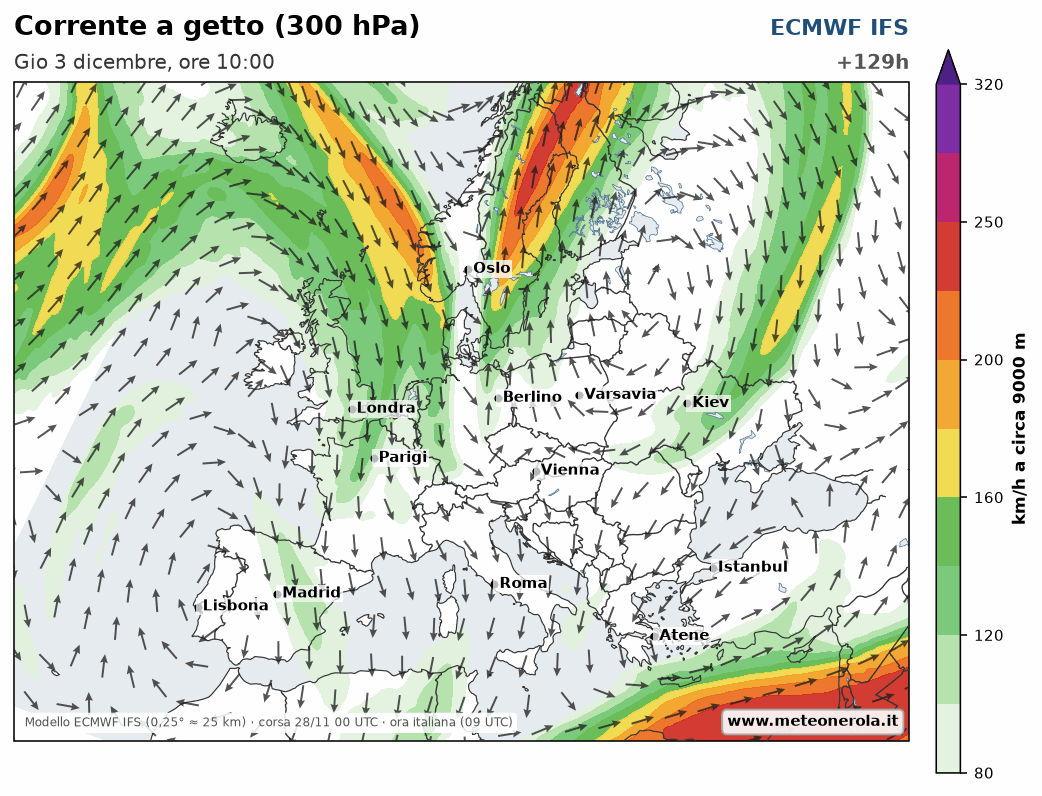 Corrente a getto (300 hPa)
ECMWF IFS
Gio 3 dicembre, ore 10:00
+129h
320
250
200
160
120
80
km/h a circa 9000 m
Oslo
Berlino
Varsavia
Kiev
Londra
Parigi
Vienna
Istanbul
Roma
Madrid
Lisbona
Atene
Modello ECMWF IFS (0,25° ≈ 25 km) · corsa 28/11 00 UTC · ora italiana (09 UTC)
www.meteonerola.it